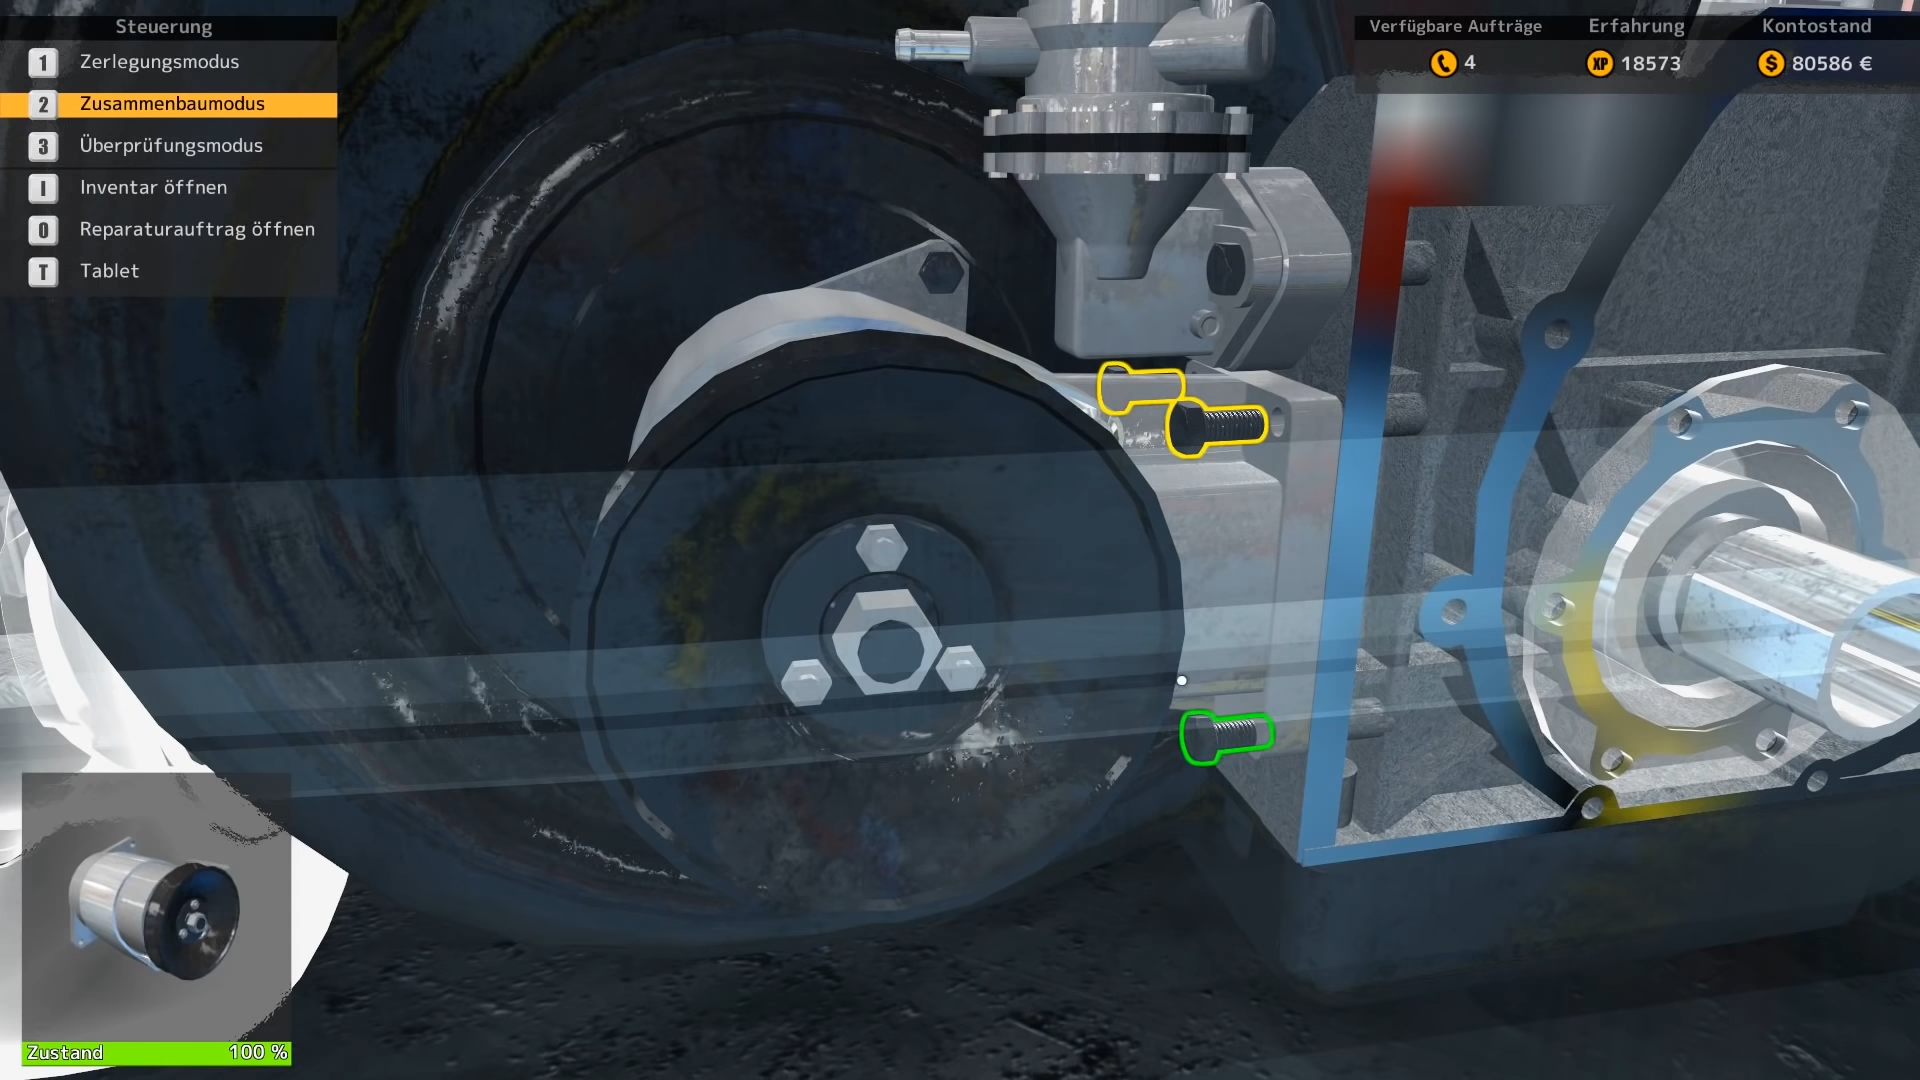 Steuerung
1 Zerlegungsmodus
2 Zusammenbaumodus
3 Überprüfungsmodus
I Inventar öffnen
O Reparaturauftrag öffnen
T Tablet
Verfügbare Aufträge Erfahrung Kontostand
4 XP 18573 $ 80586 €
Zustand 100 %